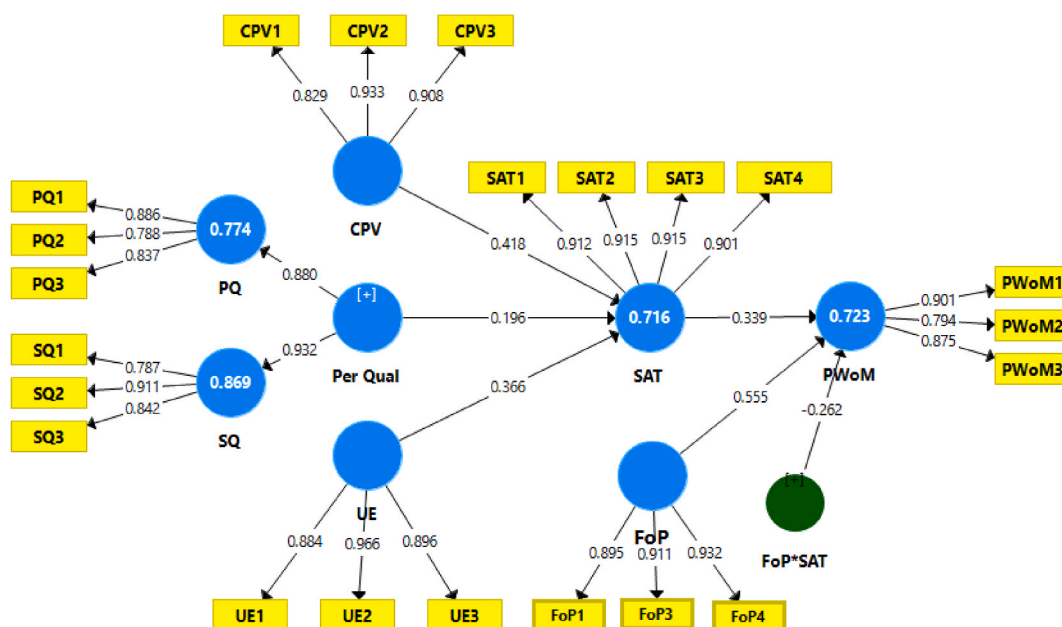 CPV1 CPV2 CPV3
0.829 0.933 0.908
CPV
PQ1
PQ2
PQ3
0.886
0.788
0.837
0.774
PQ
0.880
SAT1 SAT2 SAT3 SAT4
0.912 0.915 0.915 0.901
0.418
[+]
Per Qual
0.196
0.716
SAT
0.339
0.723
PWoM
0.901
0.794
0.875
PWoM1
PWoM2
PWoM3
SQ1
SQ2
SQ3
0.787
0.911
0.842
0.869
SQ
0.932
0.366
UE
0.884 0.966 0.896
UE1 UE2 UE3
0.555
-0.262
FoP
0.895 0.911 0.932
FoP1 FoP3 FoP4
[+]
FoP*SAT